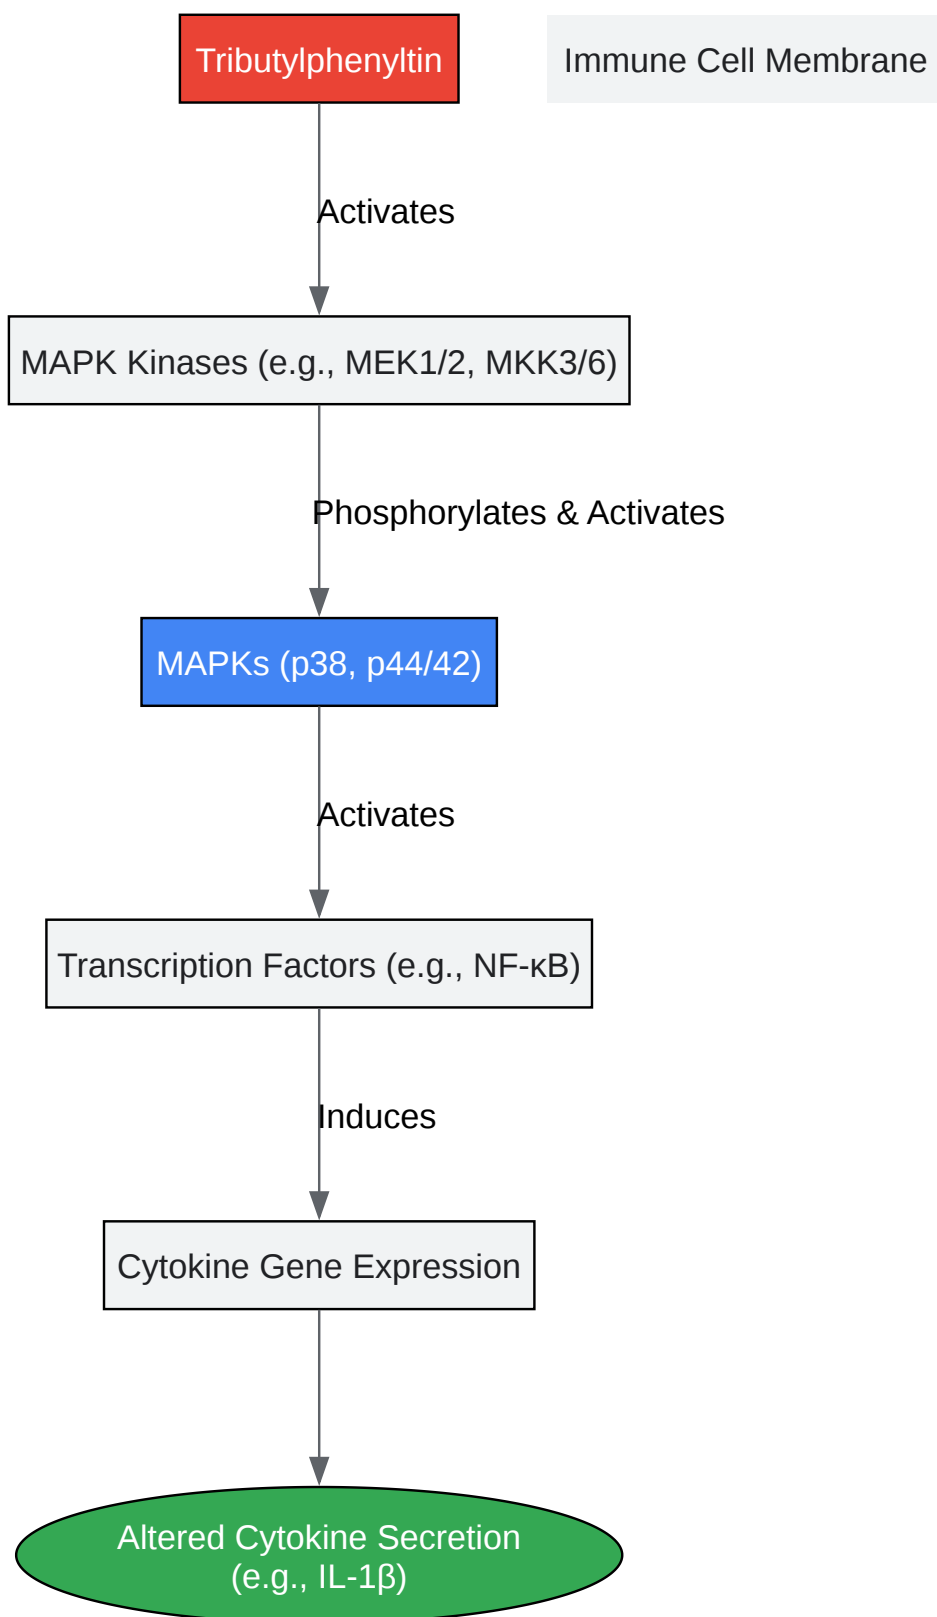 Tributylphenyltin
Immune Cell Membrane
Activates
MAPK Kinases (e.g., MEK1/2, MKK3/6)
Phosphorylates & Activates
MAPKs (p38, p44/42)
Activates
Transcription Factors (e.g., NF-κB)
Induces
Cytokine Gene Expression
Altered Cytokine Secretion
(e.g., IL-1β)